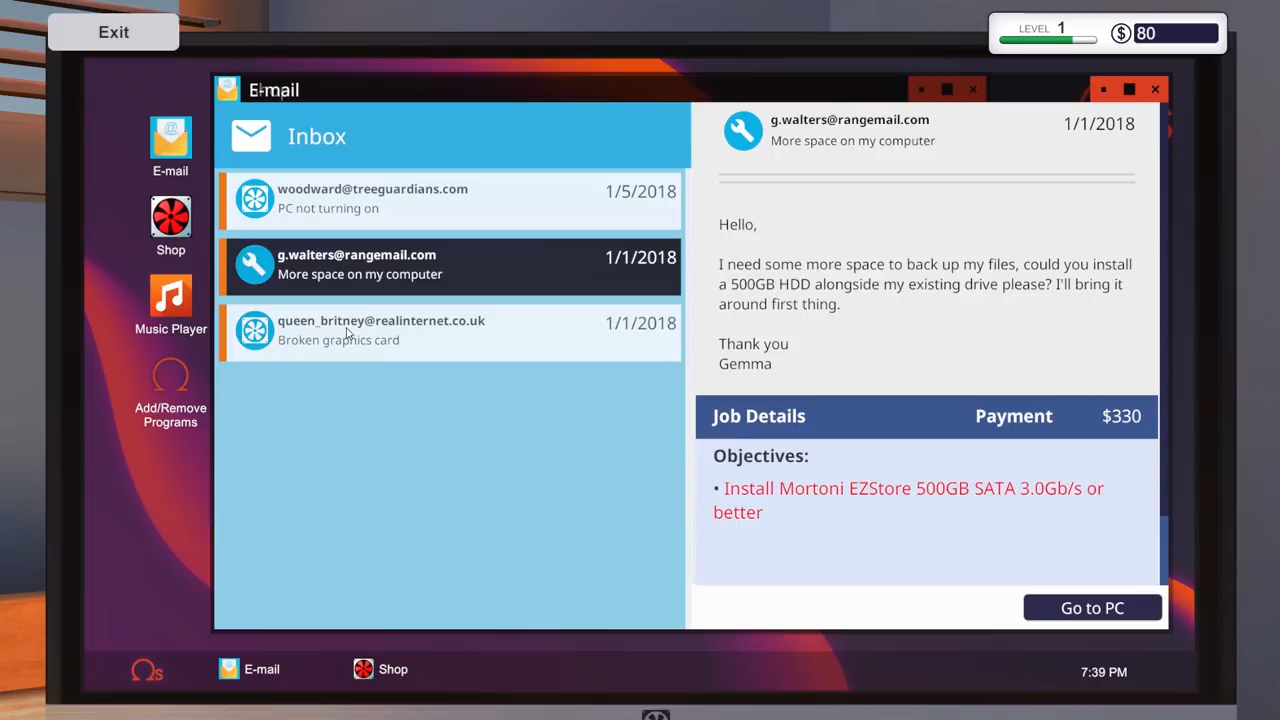 Exit
LEVEL 1
$ 80
E-mail
Inbox
woodward@treeguardians.com
1/5/2018
PC not turning on
g.walters@rangemail.com
1/1/2018
More space on my computer
queen_britney@realinternet.co.uk
1/1/2018
Broken graphics card
g.walters@rangemail.com
1/1/2018
More space on my computer
Hello,
I need some more space to back up my files, could you install
a 500GB HDD alongside my existing drive please? I'll bring it
around first thing.
Thank you
Gemma
Job Details Payment $330
Objectives:
• Install Mortoni EZStore 500GB SATA 3.0Gb/s or
better
Go to PC
E-mail
Shop
Music Player
Add/Remove
Programs
Ωs
E-mail
Shop
7:39 PM